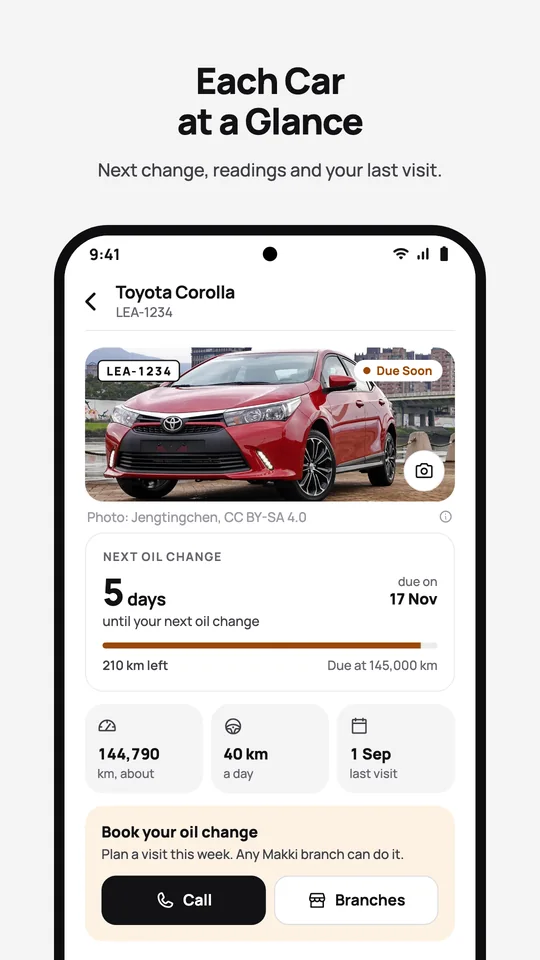 Each Car
at a Glance
Next change, readings and your last visit.
9:41
Toyota Corolla
LEA-1234
LEA-1234
Due Soon
Photo: Jengtingchen, CC BY-SA 4.0
NEXT OIL CHANGE
5 days
due on
17 Nov
until your next oil change
210 km left
Due at 145,000 km
144,790
km, about
40 km
a day
1 Sep
last visit
Book your oil change
Plan a visit this week. Any Makki branch can do it.
Call
Branches